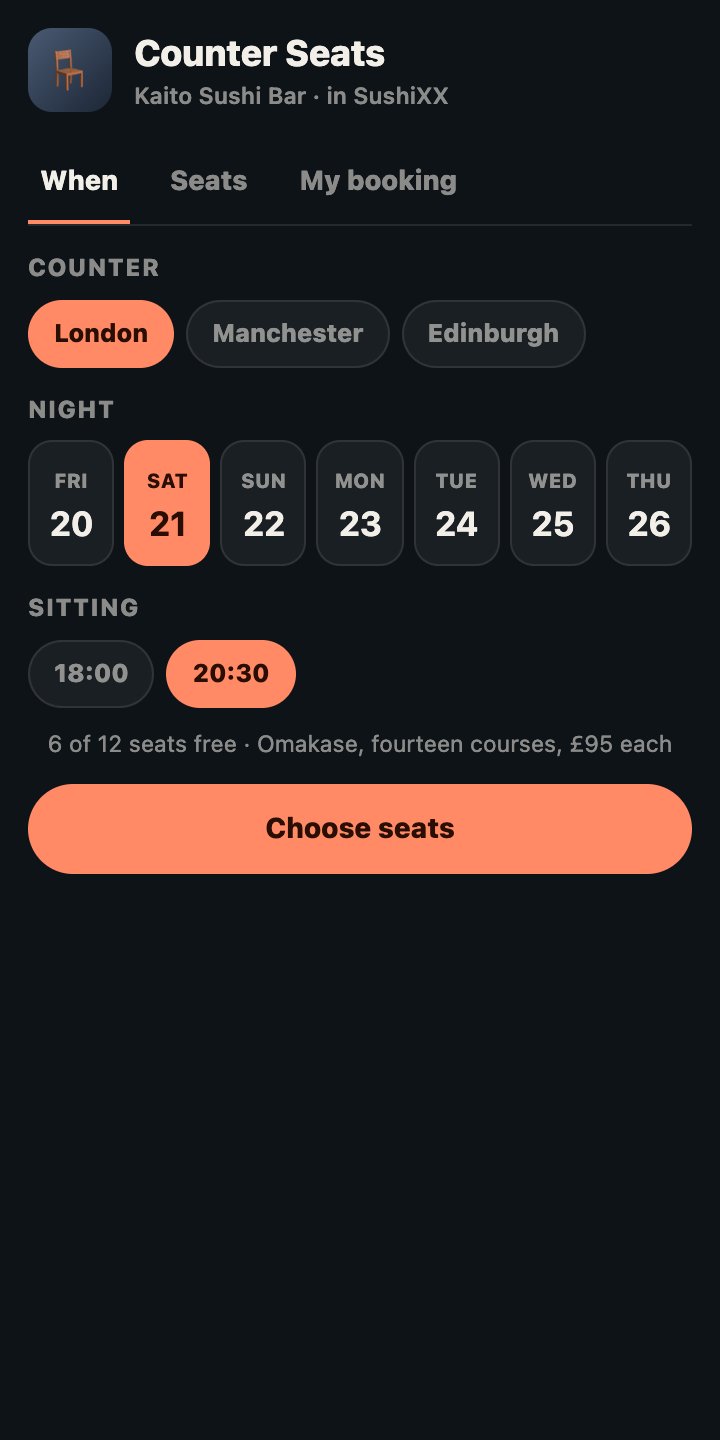 Counter Seats
Kaito Sushi Bar · in SushiXX
When Seats My booking
COUNTER
London Manchester Edinburgh
NIGHT
FRI SAT SUN MON TUE WED THU
20 21 22 23 24 25 26
SITTING
18:00 20:30
6 of 12 seats free · Omakase, fourteen courses, £95 each
Choose seats